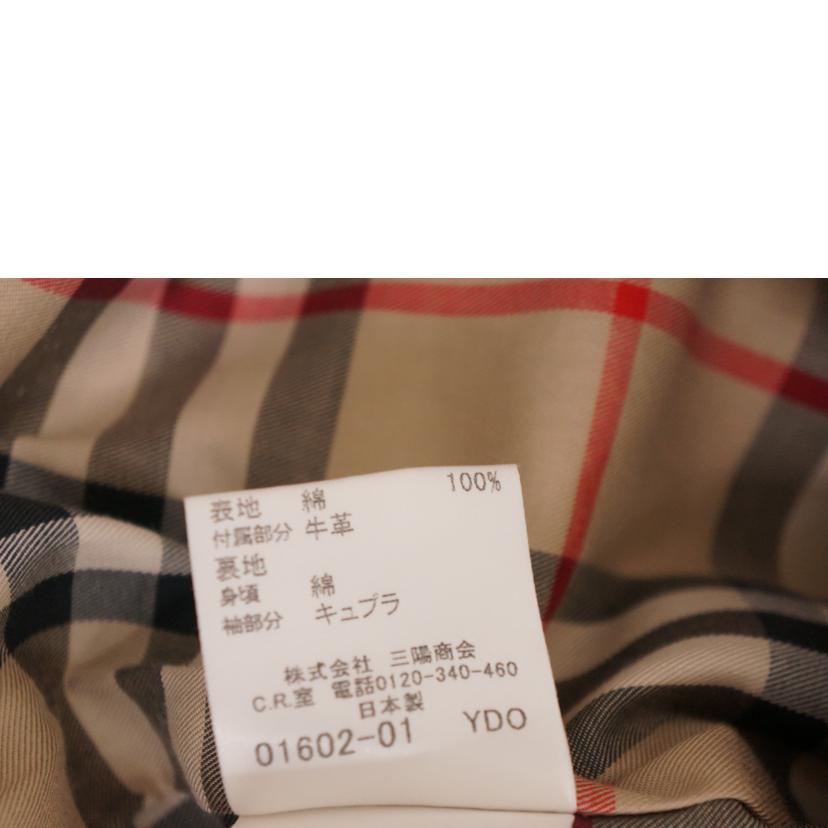 表地 綿 100%
付属部分 牛革
裏地
身頃 綿
袖部分 キュプラ
株式会社 三陽商会
C.R.室 電話0120-340-460
日本製
01602-01 YDO